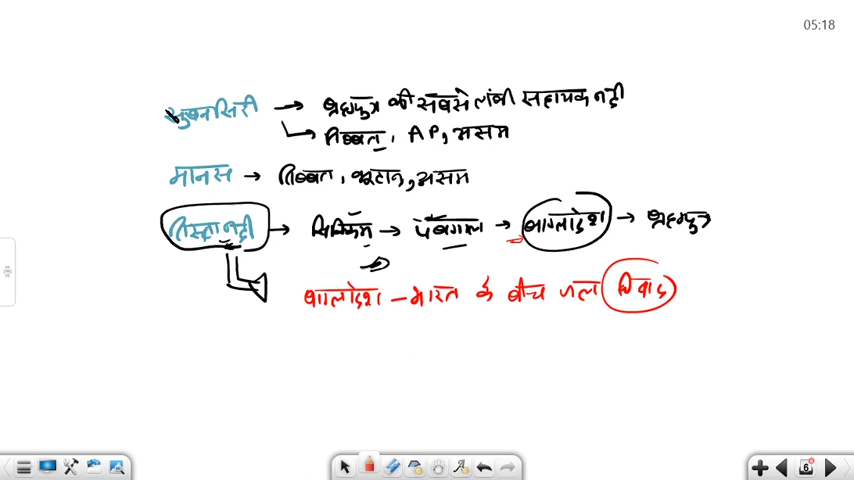 05:18
सुबनसिरी → ब्रह्मपुत्र की सबसे लांबी सहायक नदी
→ तिब्बत, AP, असम
मानस → तिब्बत, भूटान, असम
तिस्ता नदी → सिक्किम → प. बंगाल → बांग्लादेश → ब्रह्मपुत्र
बांग्लादेश - भारत के बीच जल विवाद
6